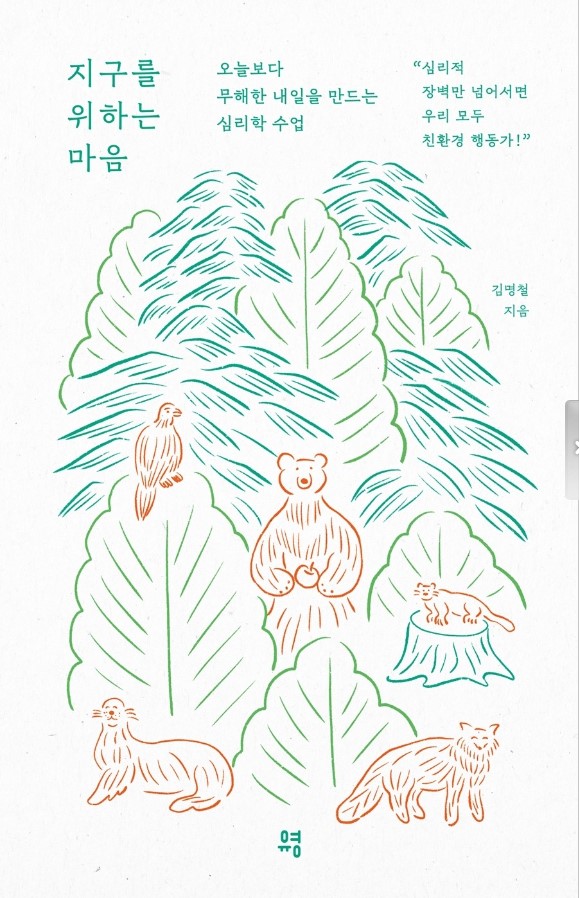 지구를
위하는
마음
오늘보다
무해한 내일을 만드는
심리학 수업
“심리적
장벽만 넘어서면
우리 모두
친환경 행동가!”
김명철
지음
유영